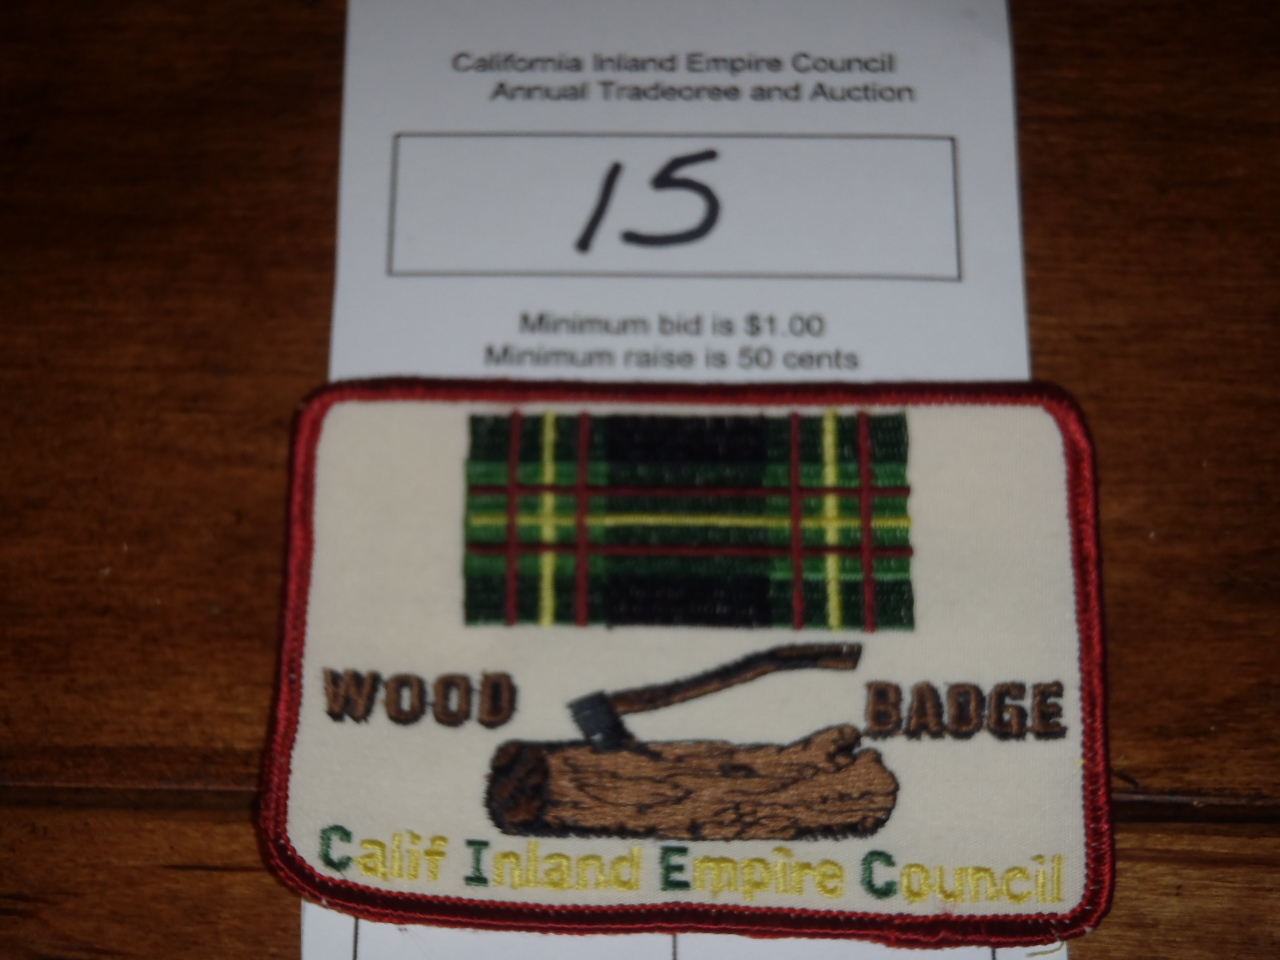 California Inland Empire Council
Annual Tradeoree and Auction
15
Minimum bid is $1.00
Minimum raise is 50 cents
WOOD BADGE
Calif Inland Empire Council